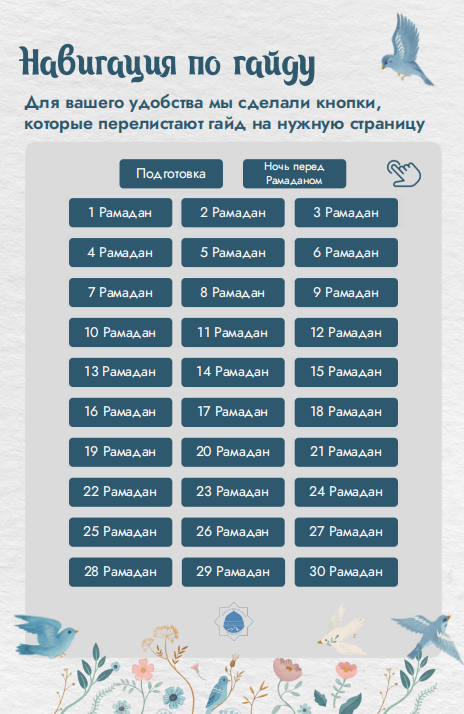 Навигация по гайду
Для вашего удобства мы сделали кнопки,
которые перелистают гайд на нужную страницу
Подготовка
Ночь перед
Рамаданом
1 Рамадан
2 Рамадан
3 Рамадан
4 Рамадан
5 Рамадан
6 Рамадан
7 Рамадан
8 Рамадан
9 Рамадан
10 Рамадан
11 Рамадан
12 Рамадан
13 Рамадан
14 Рамадан
15 Рамадан
16 Рамадан
17 Рамадан
18 Рамадан
19 Рамадан
20 Рамадан
21 Рамадан
22 Рамадан
23 Рамадан
24 Рамадан
25 Рамадан
26 Рамадан
27 Рамадан
28 Рамадан
29 Рамадан
30 Рамадан